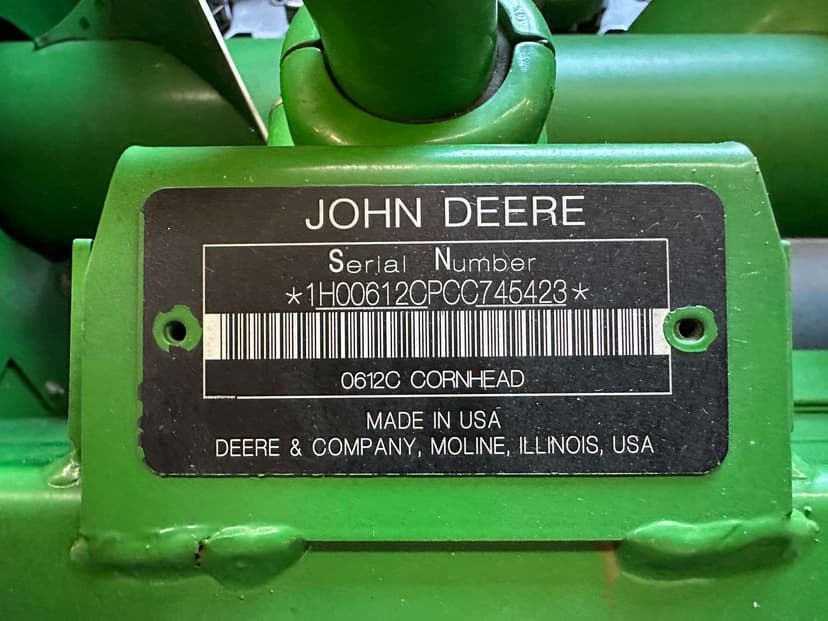 JOHN DEERE
Serial Number
*1H00612CPCC745423*
0612C CORNHEAD
MADE IN USA
DEERE & COMPANY, MOLINE, ILLINOIS, USA